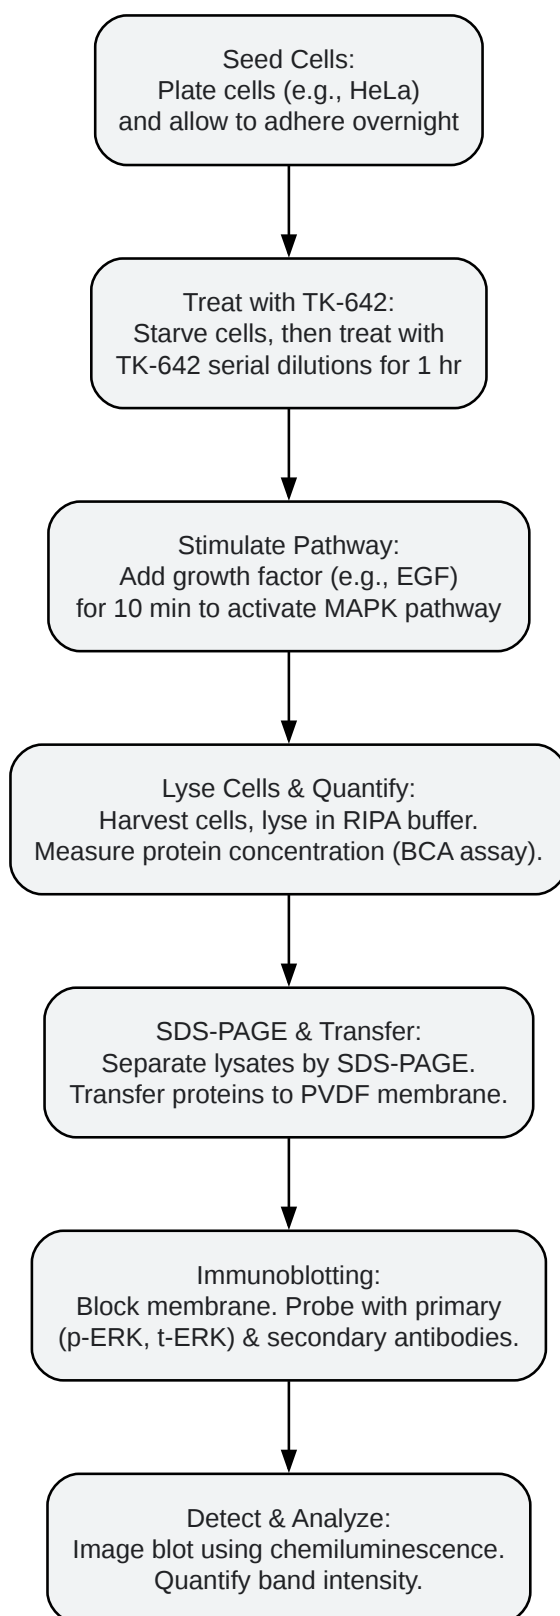 Seed Cells:
Plate cells (e.g., HeLa)
and allow to adhere overnight
Treat with TK-642:
Starve cells, then treat with
TK-642 serial dilutions for 1 hr
Stimulate Pathway:
Add growth factor (e.g., EGF)
for 10 min to activate MAPK pathway
Lyse Cells & Quantify:
Harvest cells, lyse in RIPA buffer.
Measure protein concentration (BCA assay).
SDS-PAGE & Transfer:
Separate lysates by SDS-PAGE.
Transfer proteins to PVDF membrane.
Immunoblotting:
Block membrane. Probe with primary
(p-ERK, t-ERK) & secondary antibodies.
Detect & Analyze:
Image blot using chemiluminescence.
Quantify band intensity.